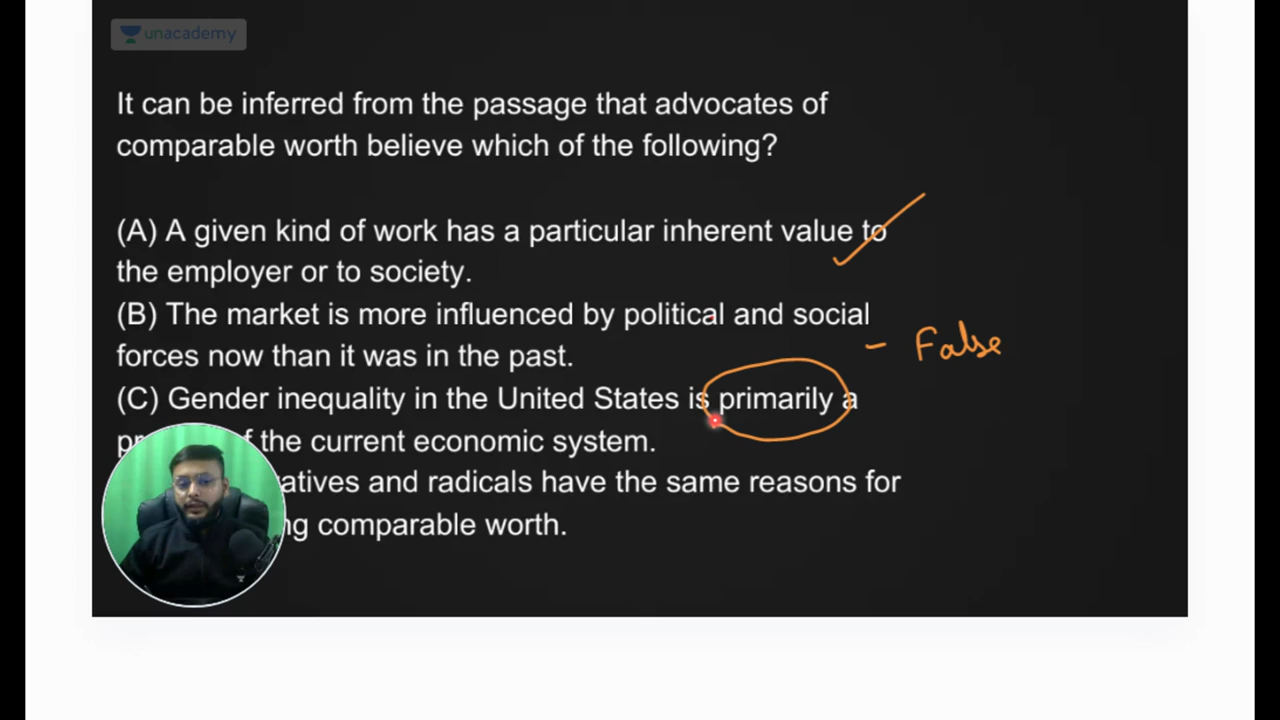 unacademy
It can be inferred from the passage that advocates of
comparable worth believe which of the following?
(A) A given kind of work has a particular inherent value to
the employer or to society.
(B) The market is more influenced by political and social
forces now than it was in the past.
- False
(C) Gender inequality in the United States is primarily a
the current economic system.
and radicals have the same reasons for
comparable worth.